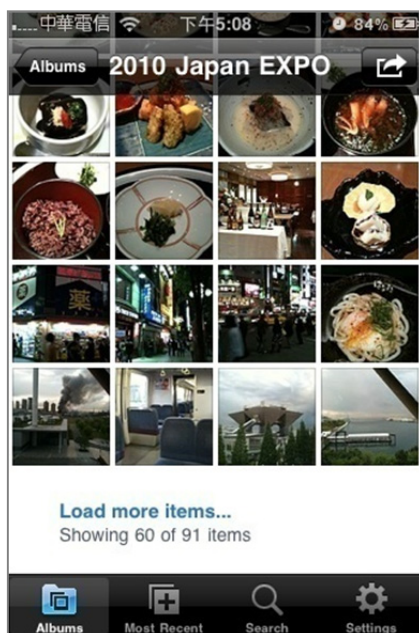 中華電信 下午5:08 84%
Albums 2010 Japan EXPO
薬
Load more items...
Showing 60 of 91 items
Albums Most Recent Search Settings